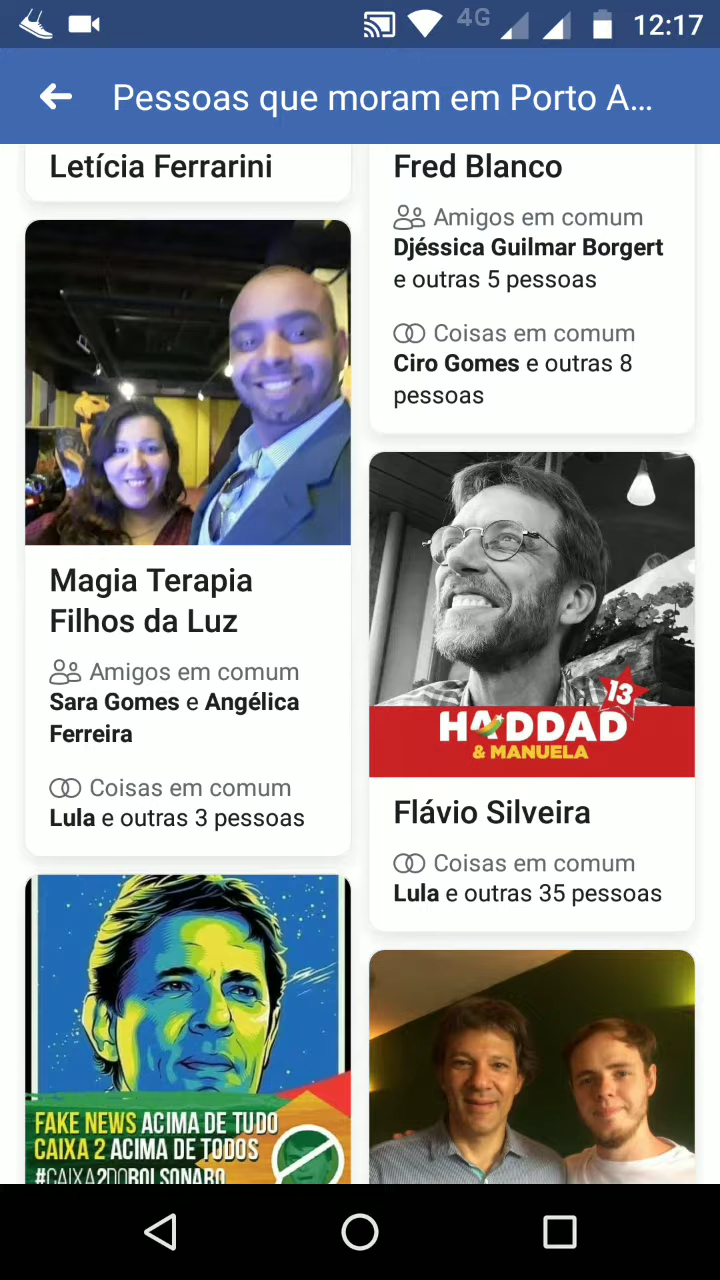 4G
12:17
Pessoas que moram em Porto A...
Letícia Ferrarini
Magia Terapia
Filhos da Luz
Amigos em comum
Sara Gomes e Angélica
Ferreira
Coisas em comum
Lula e outras 3 pessoas
FAKE NEWS ACIMA DE TUDO
CAIXA 2 ACIMA DE TODOS
#CAIXA2DOBOLSONARO
Fred Blanco
Amigos em comum
Djéssica Guilmar Borgert
e outras 5 pessoas
Coisas em comum
Ciro Gomes e outras 8
pessoas
13
HADDAD
& MANUELA
Flávio Silveira
Coisas em comum
Lula e outras 35 pessoas